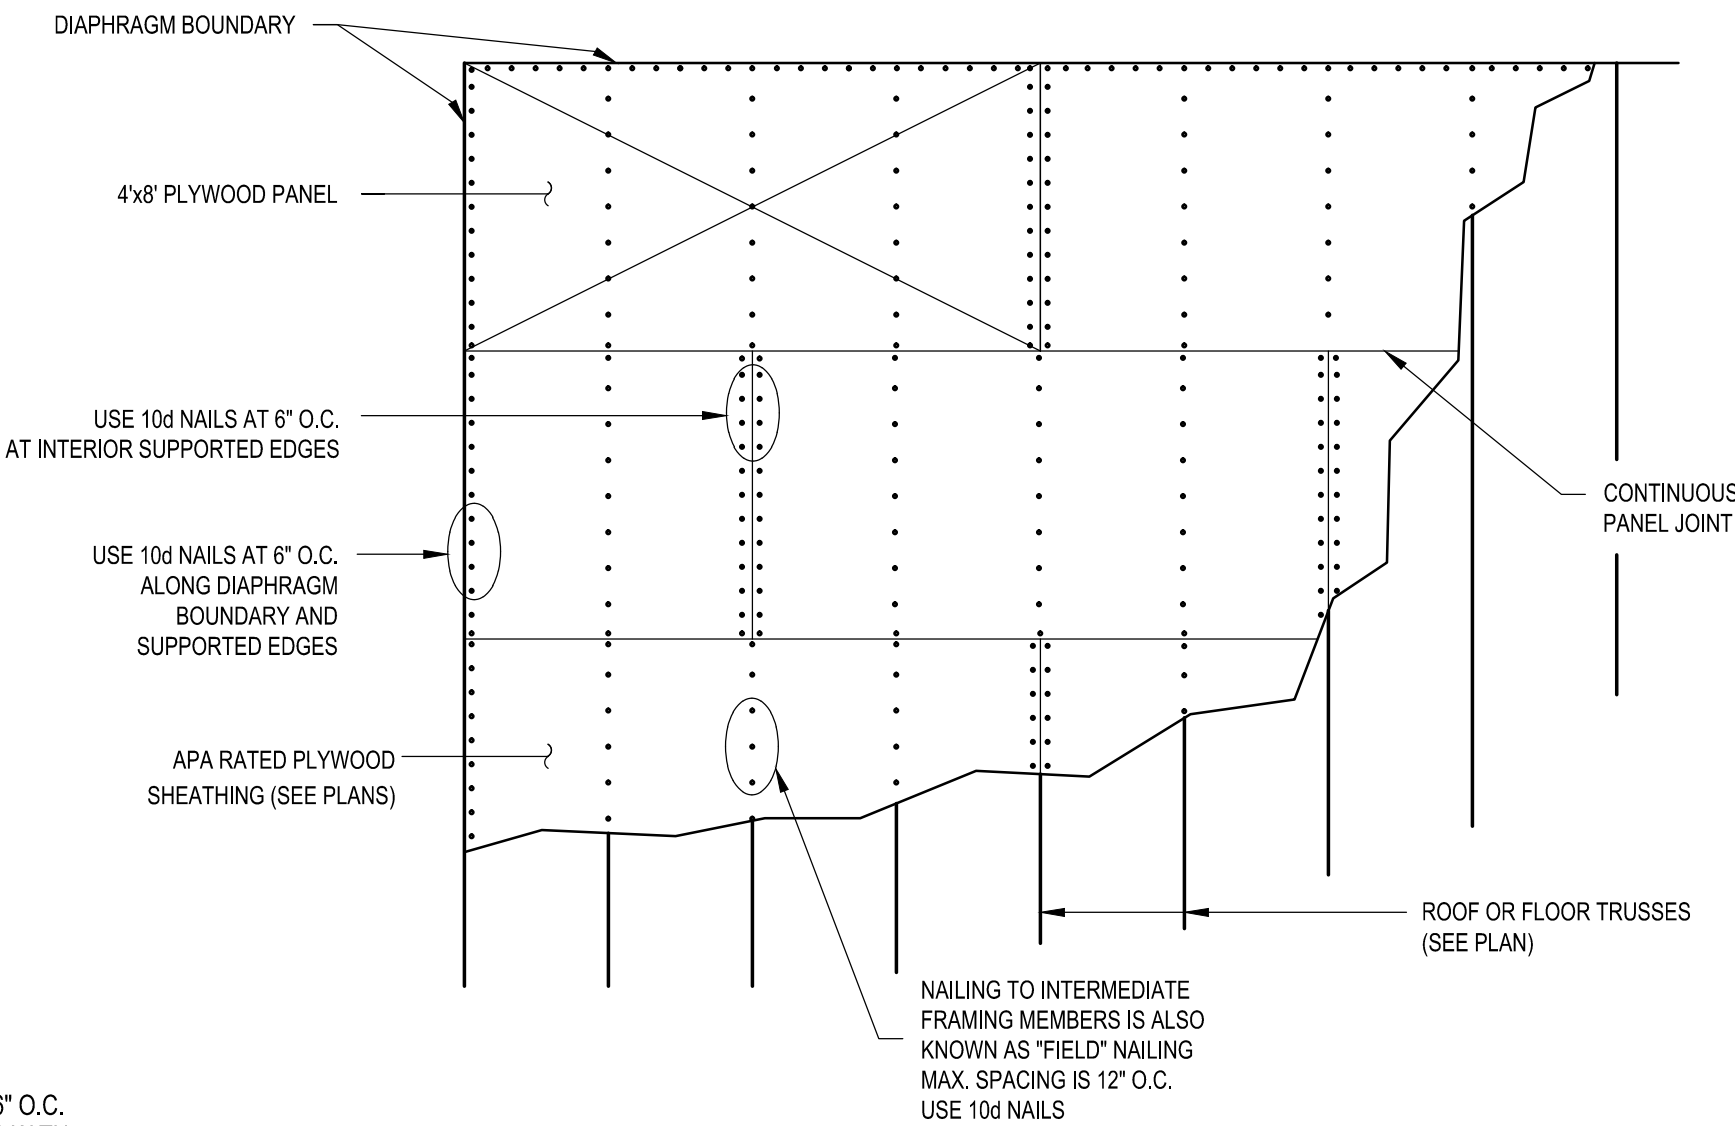 DIAPHRAGM BOUNDARY
4'x8' PLYWOOD PANEL
USE 10d NAILS AT 6" O.C.
AT INTERIOR SUPPORTED EDGES
USE 10d NAILS AT 6" O.C.
ALONG DIAPHRAGM
BOUNDARY AND
SUPPORTED EDGES
APA RATED PLYWOOD
SHEATHING (SEE PLANS)
CONTINUOUS
PANEL JOINT
ROOF OR FLOOR TRUSSES
(SEE PLAN)
NAILING TO INTERMEDIATE
FRAMING MEMBERS IS ALSO
KNOWN AS "FIELD" NAILING
MAX. SPACING IS 12" O.C.
USE 10d NAILS
6" O.C.